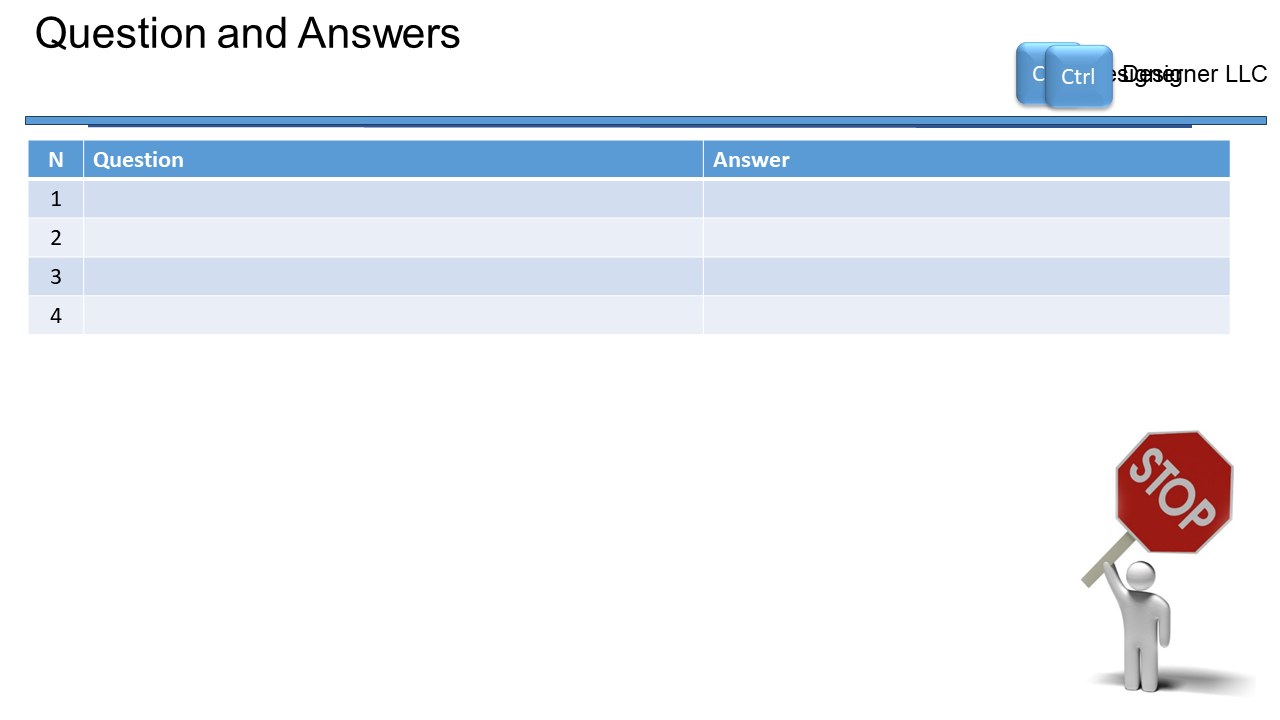 Question and Answers
Ctrl Designer LLC
N Question Answer
1
2
3
4
STOP